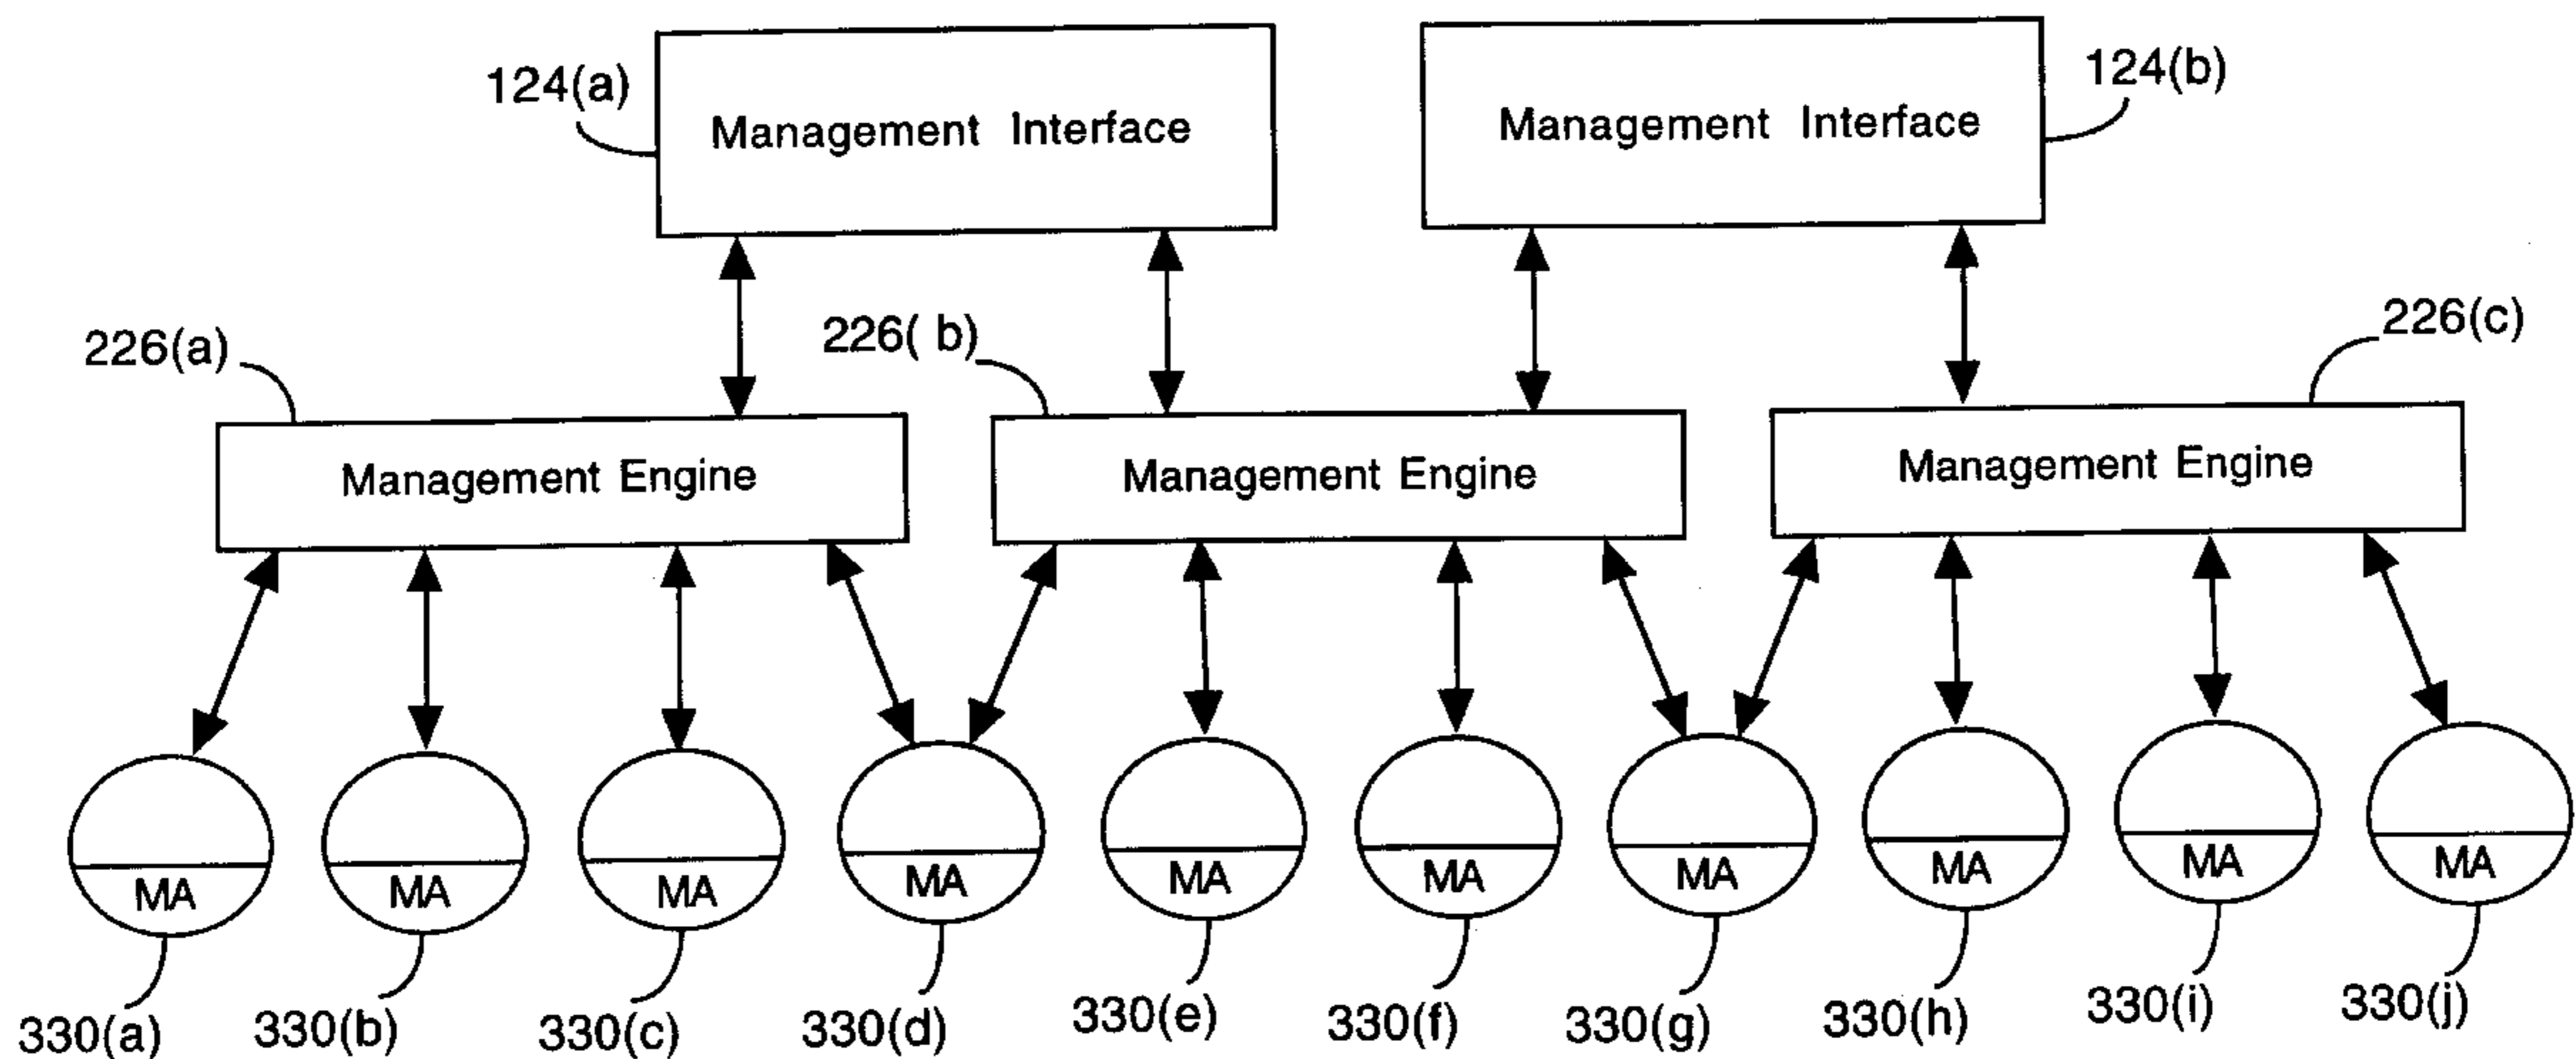 124(a)
Management Interface
Management Interface
124(b)
226(a)
226( b)
226(c)
Management Engine
Management Engine
Management Engine
MA
MA
MA
MA
MA
MA
MA
MA
MA
MA
330(a)
330(b)
330(c)
330(d)
330(e)
330(f)
330(g)
330(h)
330(i)
330(j)